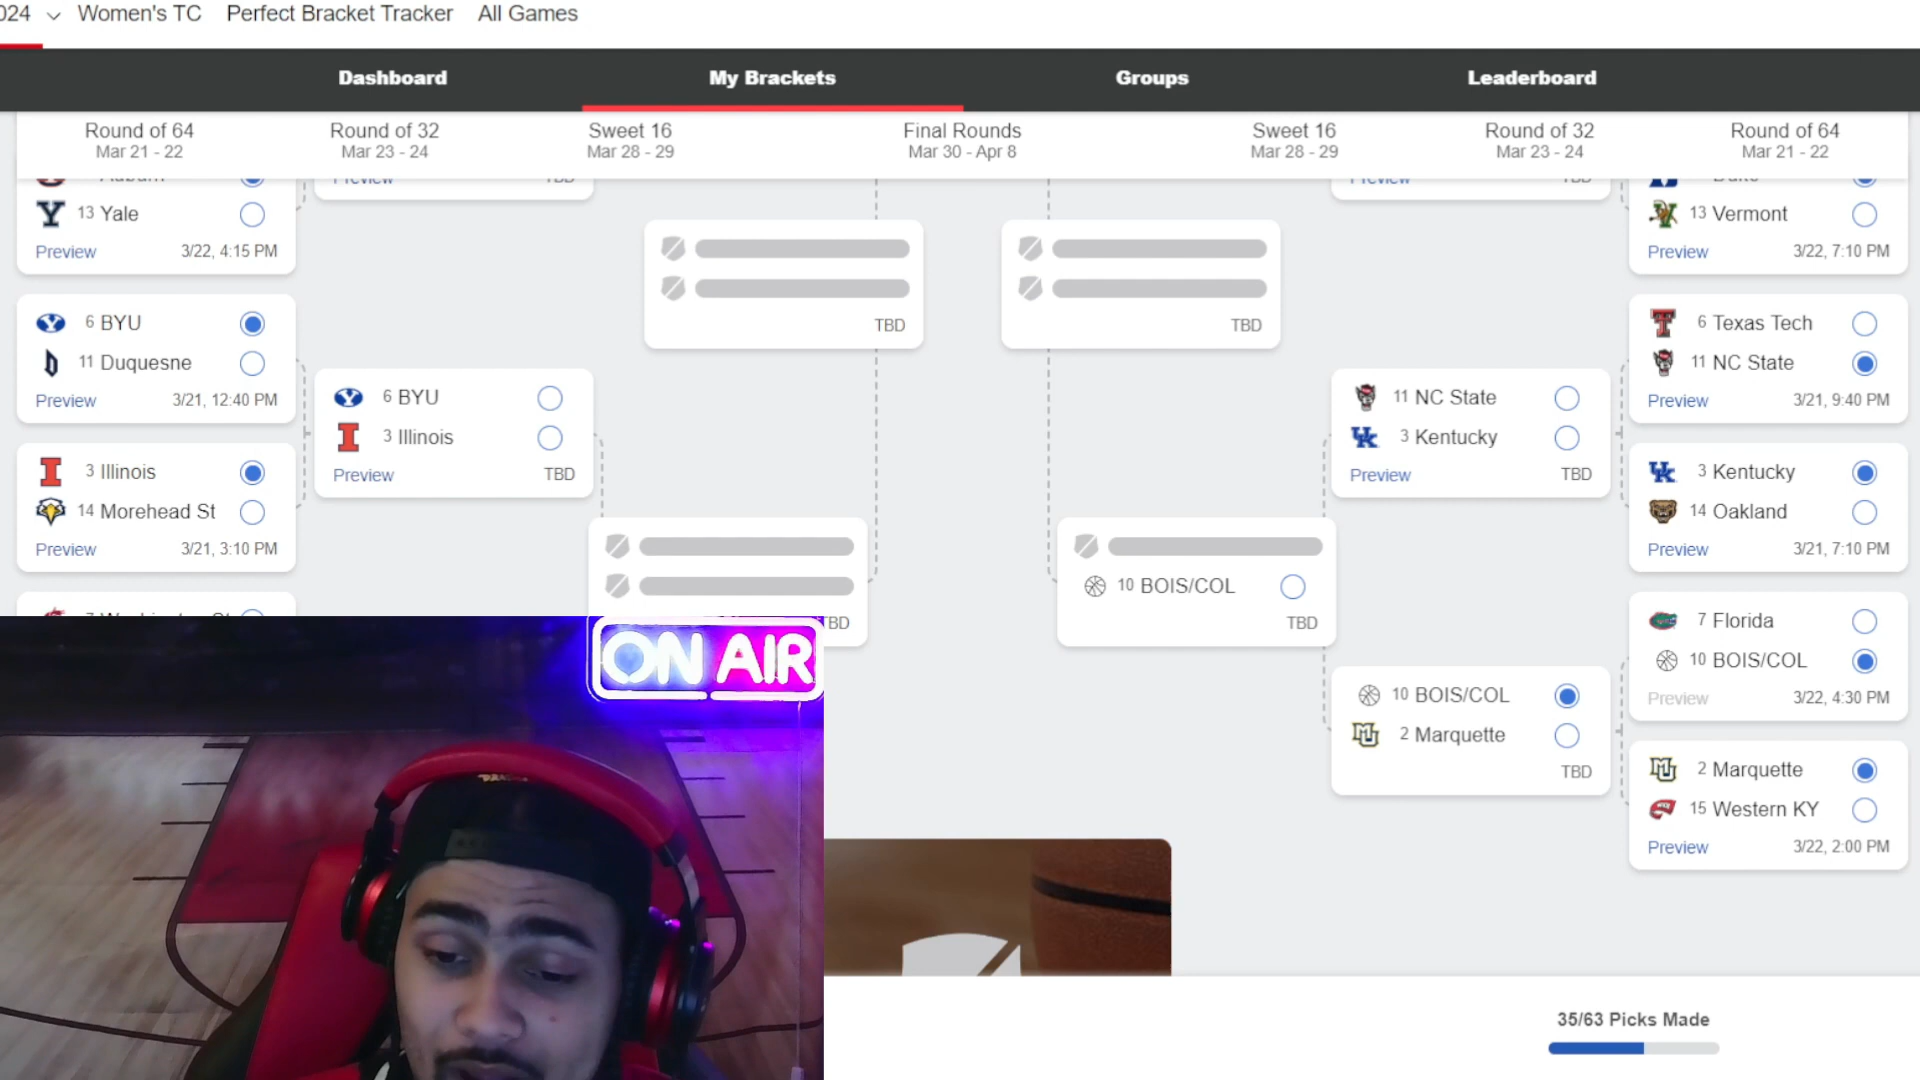 024 Women's TC Perfect Bracket Tracker All Games
Dashboard My Brackets Groups Leaderboard
Round of 64 Round of 32 Sweet 16 Final Rounds Sweet 16 Round of 32 Round of 64
Mar 21 - 22 Mar 23 - 24 Mar 28 - 29 Mar 30 - Apr 8 Mar 28 - 29 Mar 23 - 24 Mar 21 - 22
13 Yale
Preview 3/22, 4:15 PM
6 BYU
11 Duquesne
Preview 3/21, 12:40 PM
3 Illinois
14 Morehead St
Preview 3/21, 3:10 PM
Preview TBD
6 BYU
3 Illinois
Preview TBD
TBD
TBD
TBD
10 BOIS/COL
TBD
Preview TBD
11 NC State
3 Kentucky
Preview TBD
10 BOIS/COL
2 Marquette
TBD
Duke
13 Vermont
Preview 3/22, 7:10 PM
6 Texas Tech
11 NC State
Preview 3/21, 9:40 PM
3 Kentucky
14 Oakland
Preview 3/21, 7:10 PM
7 Florida
10 BOIS/COL
Preview 3/22, 4:30 PM
2 Marquette
15 Western KY
Preview 3/22, 2:00 PM
ON AIR
35/63 Picks Made